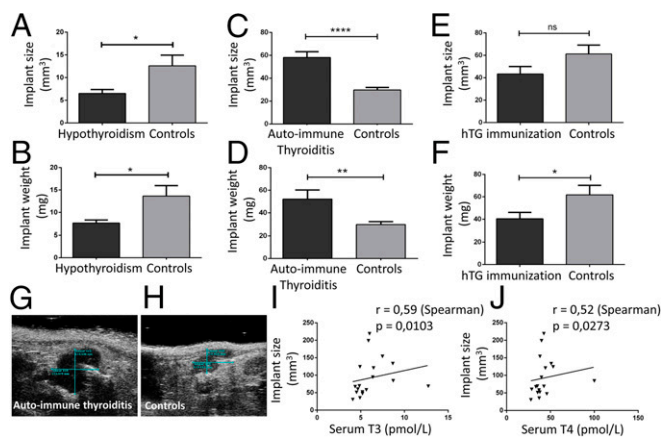 A
Implant size
(mm³)
15
10
5
0
*
Hypothyroidism
Controls
B
Implant weight
(mg)
20
15
10
5
0
*
Hypothyroidism
Controls
C
Implant size
(mm³)
80
60
40
20
0
****
Auto-immune
Thyroiditis
Controls
D
Implant weight
(mg)
80
60
40
20
0
**
Auto-immune
Thyroiditis
Controls
E
Implant size
(mm³)
80
60
40
20
0
ns
hTG immunization
Controls
F
Implant weight
(mg)
80
60
40
20
0
*
hTG immunization
Controls
G
Auto-immune thyroiditis
H
Controls
I
r = 0,59 (Spearman)
p = 0,0103
Implant size
(mm³)
250
200
150
100
50
0
0
5
10
15
Serum T3 (pmol/L)
J
r = 0,52 (Spearman)
p = 0,0273
Implant size
(mm³)
250
200
150
100
50
0
0
50
100
150
Serum T4 (pmol/L)